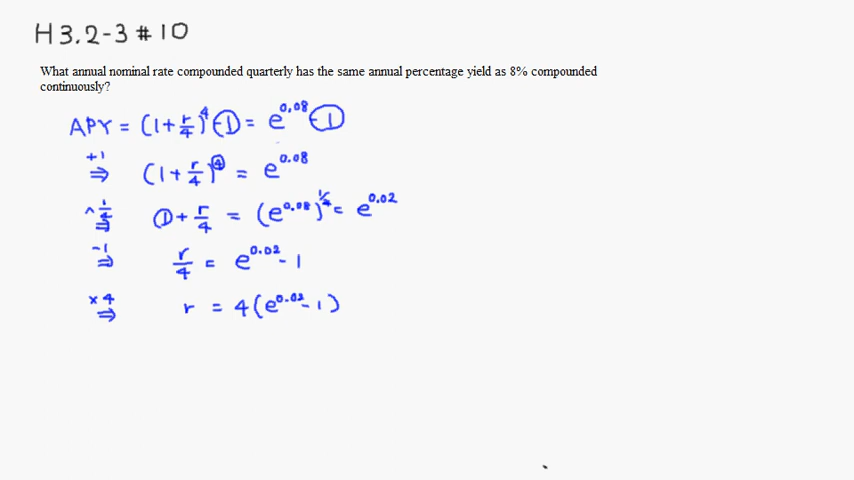 H 3.2-3 # 10
What annual nominal rate compounded quarterly has the same annual percentage yield as 8% compounded
continuously?
APY = (1 + r/4)^4 - 1 = e^0.08 - 1
+1 ⇒ (1 + r/4)^4 = e^0.08
^1/4 ⇒ 1 + r/4 = (e^0.08)^1/4 = e^0.02
-1 ⇒ r/4 = e^0.02 - 1
×4 ⇒ r = 4(e^0.02 - 1)